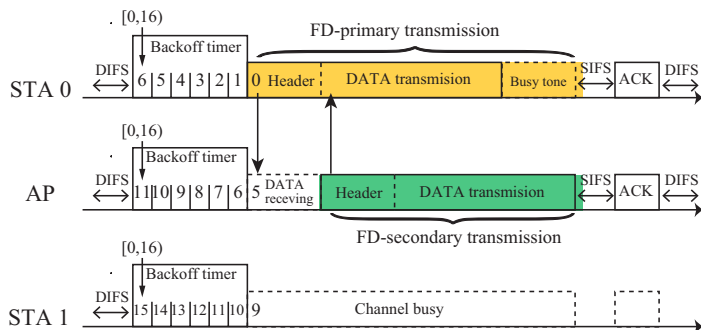 [0,16)
FD-primary transmission
Backoff timer
DIFS
6 5 4 3 2 1 0
Header
DATA transmision
Busy tone
SIFS
ACK
DIFS
STA 0
[0,16)
Backoff timer
DIFS
11 10 9 8 7 6 5
DATA
receving
Header
DATA transmision
SIFS
ACK
DIFS
AP
FD-secondary transmission
[0,16)
Backoff timer
DIFS
15 14 13 12 11 10 9
Channel busy
STA 1